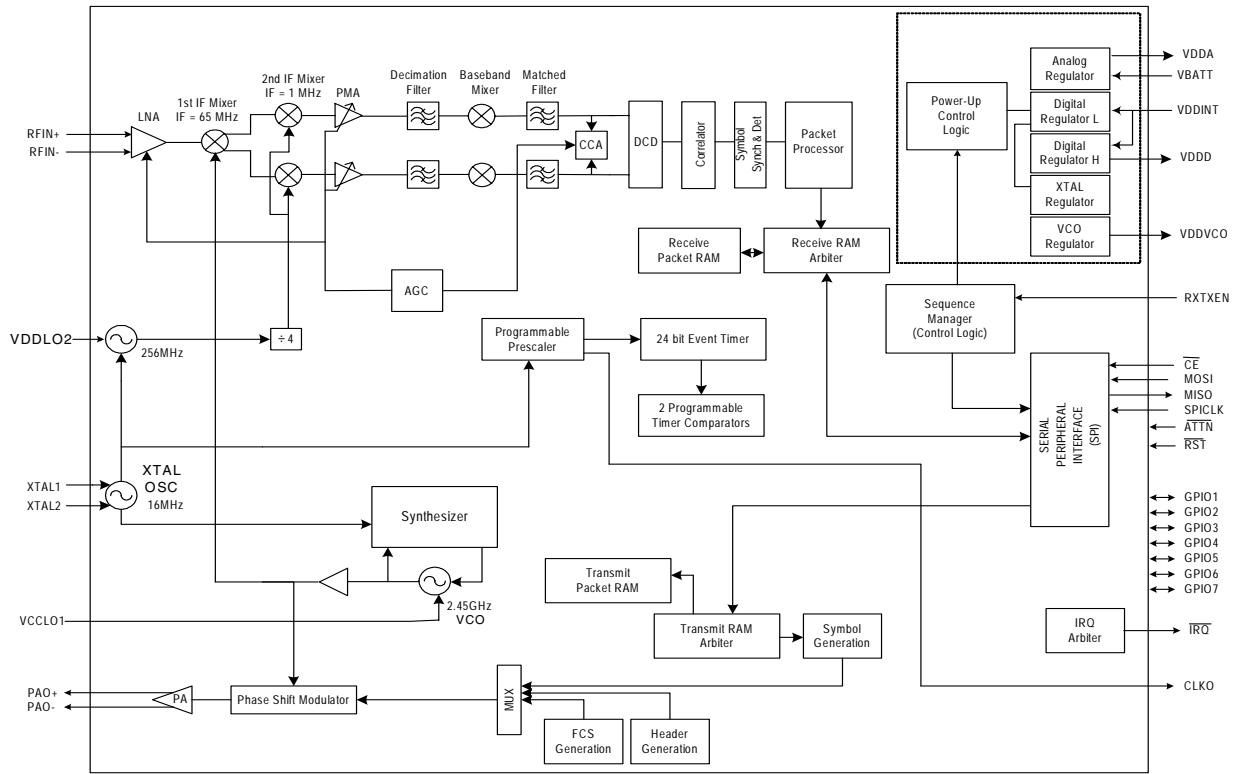 2nd IF Mixer
IF = 1 MHz
PMA
Decimation
Filter
Baseband
Mixer
Matched
Filter
1st IF Mixer
IF = 65 MHz
LNA
RFIN+
RFIN-
CCA
DCD
Correlator
Symbol
Synch & Det
Packet
Processor
Power-Up
Control
Logic
Analog
Regulator
Digital
Regulator L
Digital
Regulator H
XTAL
Regulator
VCO
Regulator
VDDA
VBATT
VDDINT
VDDD
VDDVCO
Receive
Packet RAM
Receive RAM
Arbiter
AGC
Sequence
Manager
(Control Logic)
RXTXEN
VDDLO2
256MHz
÷4
Programmable
Prescaler
24 bit Event Timer
2 Programmable
Timer Comparators
SERIAL
PERIPHERAL
INTERFACE
(SPI)
CE
MOSI
MISO
SPICLK
ATTN
RST
XTAL1
XTAL2
XTAL
OSC
16MHz
Synthesizer
GPIO1
GPIO2
GPIO3
GPIO4
GPIO5
GPIO6
GPIO7
2.45GHz
VCO
VCCLO1
Transmit
Packet RAM
Transmit RAM
Arbiter
Symbol
Generation
IRQ
Arbiter
IRQ
PAO+
PAO-
PA
Phase Shift Modulator
MUX
FCS
Generation
Header
Generation
CLKO